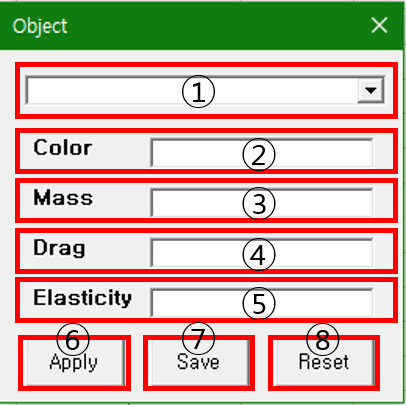 Object
①
Color ②
Mass ③
Drag ④
Elasticity ⑤
⑥ ⑦ ⑧
Apply Save Reset